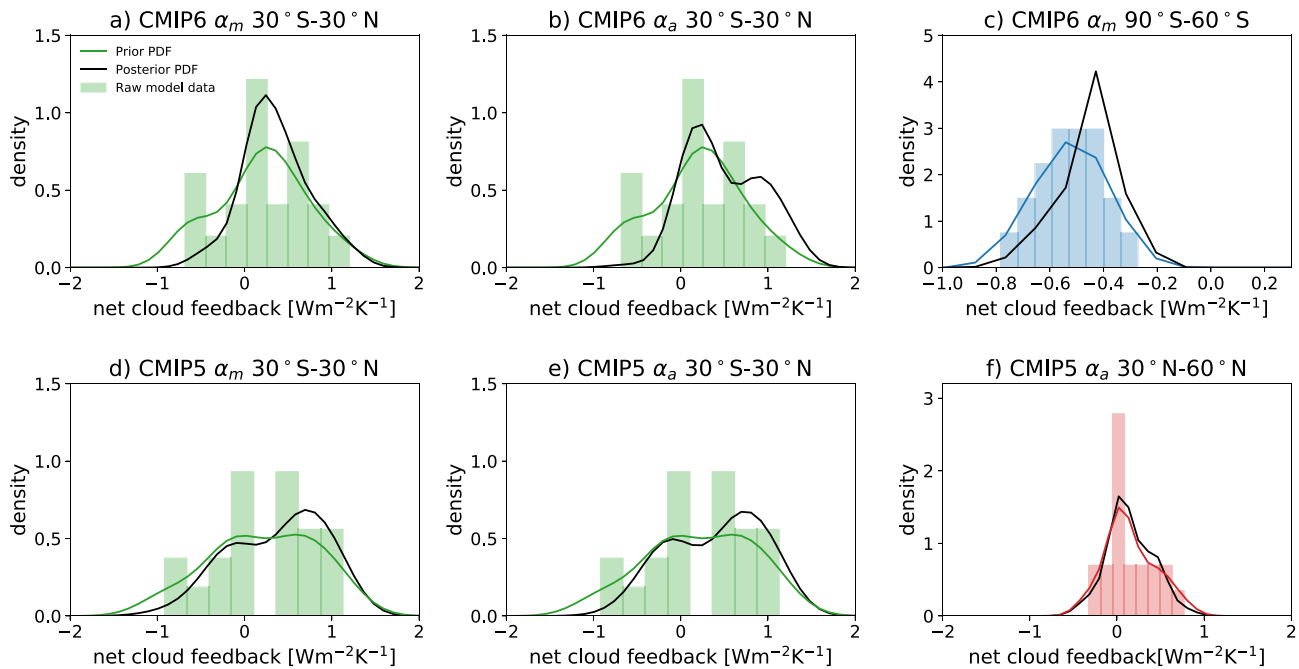 a) CMIP6 αm 30°S-30°N
b) CMIP6 αa 30°S-30°N
c) CMIP6 αm 90°S-60°S
1.5
1.0
0.5
0.0
density
Prior PDF
Posterior PDF
Raw model data
−2 −1 0 1 2
net cloud feedback [Wm−2K−1]
1.5
1.0
0.5
0.0
density
−2 −1 0 1 2
net cloud feedback [Wm−2K−1]
5
4
3
2
1
0
density
−1.0 −0.8 −0.6 −0.4 −0.2 0.0 0.2
net cloud feedback [Wm−2K−1]
d) CMIP5 αm 30°S-30°N
e) CMIP5 αa 30°S-30°N
f) CMIP5 αa 30°N-60°N
1.5
1.0
0.5
0.0
density
−2 −1 0 1 2
net cloud feedback [Wm−2K−1]
1.5
1.0
0.5
0.0
density
−2 −1 0 1 2
net cloud feedback [Wm−2K−1]
3
2
1
0
density
−2 −1 0 1 2
net cloud feedback[Wm−2K−1]